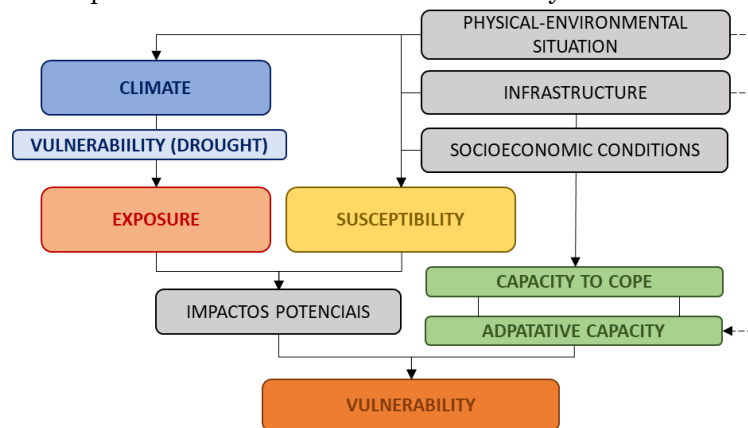 PHYSICAL-ENVIRONMENTAL
SITUATION
CLIMATE
INFRASTRUCTURE
VULNERABIILITY (DROUGHT)
SOCIOECONOMIC CONDITIONS
EXPOSURE
SUSCEPTIBILITY
CAPACITY TO COPE
IMPACTOS POTENCIAIS
ADPATATIVE CAPACITY
VULNERABILITY